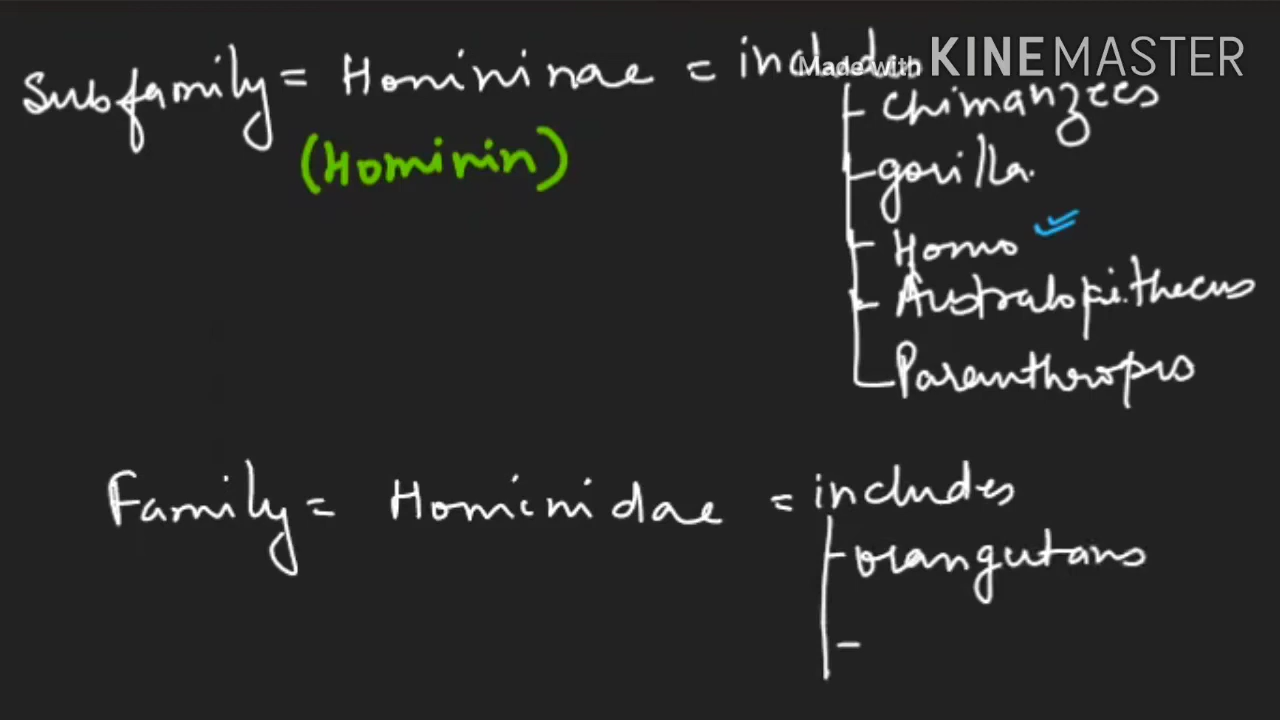 Subfamily = Homininae = includes
Made with KINEMASTER
(Hominin)
- chimanzees
- gorilla.
- Homo
- Australopithecus
- Paranthropus
Family = Hominidae = includes
- orangutans
-